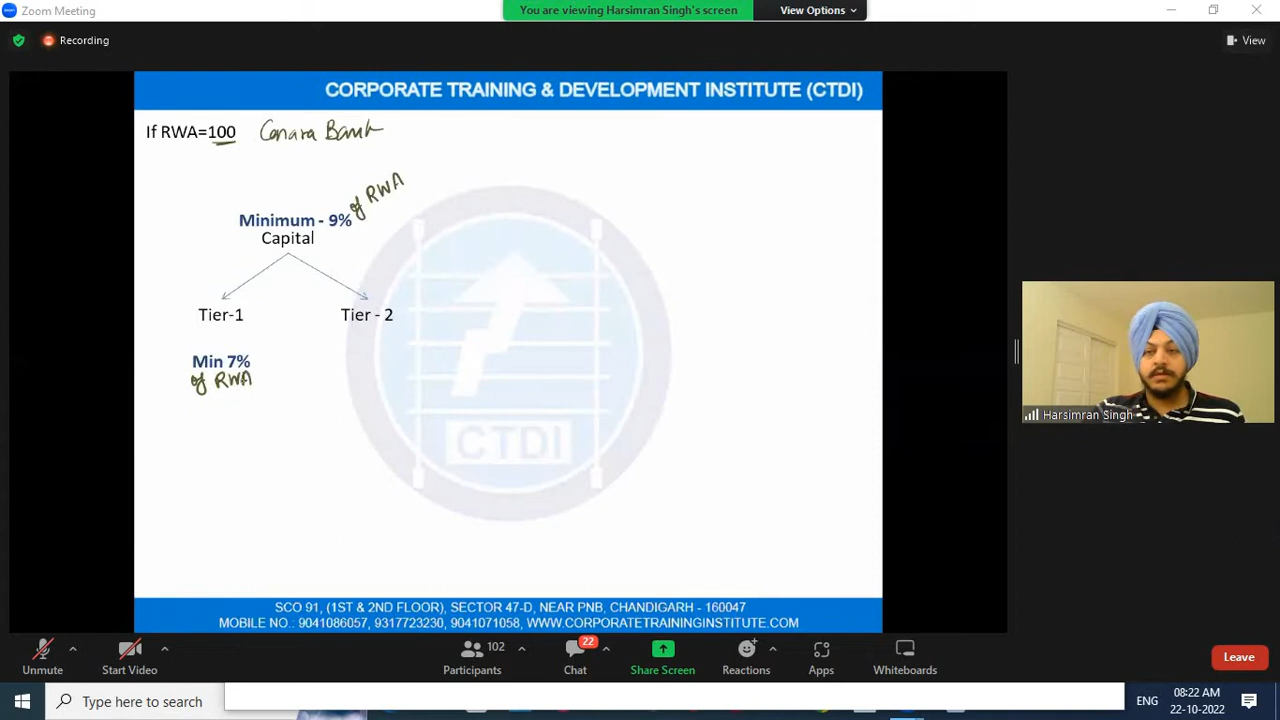 Zoom Meeting
You are viewing Harsimran Singh's screen
View Options
Recording
View
CORPORATE TRAINING & DEVELOPMENT INSTITUTE (CTDI)
If RWA=100 Canara Bank
of RWA
Minimum - 9%
Capital
Tier-1 Tier - 2
Min 7%
of RWA
CTDI
Harsimran Singh
SCO 91, (1ST & 2ND FLOOR), SECTOR 47-D, NEAR PNB, CHANDIGARH - 160047
MOBILE NO.: 9041086057, 9317723230, 9041071058, WWW.CORPORATETRAININGINSTITUTE.COM
102 22
Unmute Start Video Participants Chat Share Screen Reactions Apps Whiteboards Leave
Type here to search
ENG
08:22 AM
22-10-2022